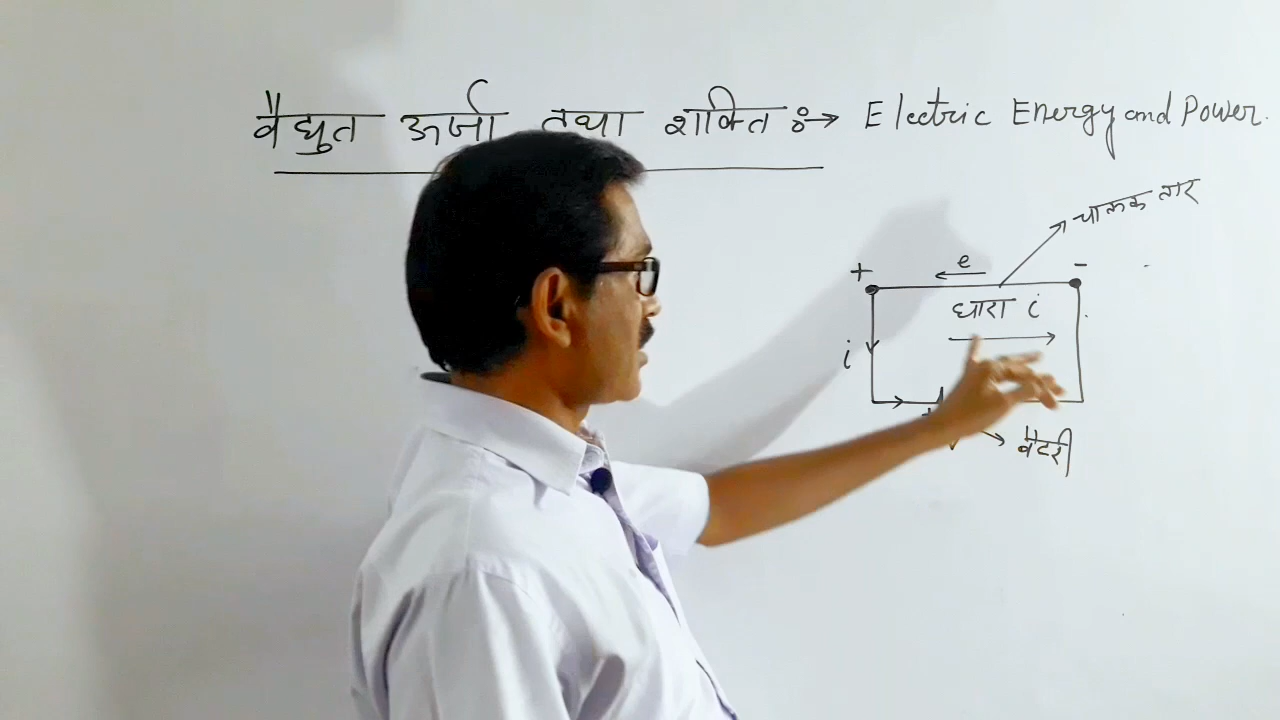 वैद्युत ऊर्जा तथा शक्ति :→ Electric Energy and Power.
चालक तार
e
+ -
धारा i
i
+
बैटरी
V